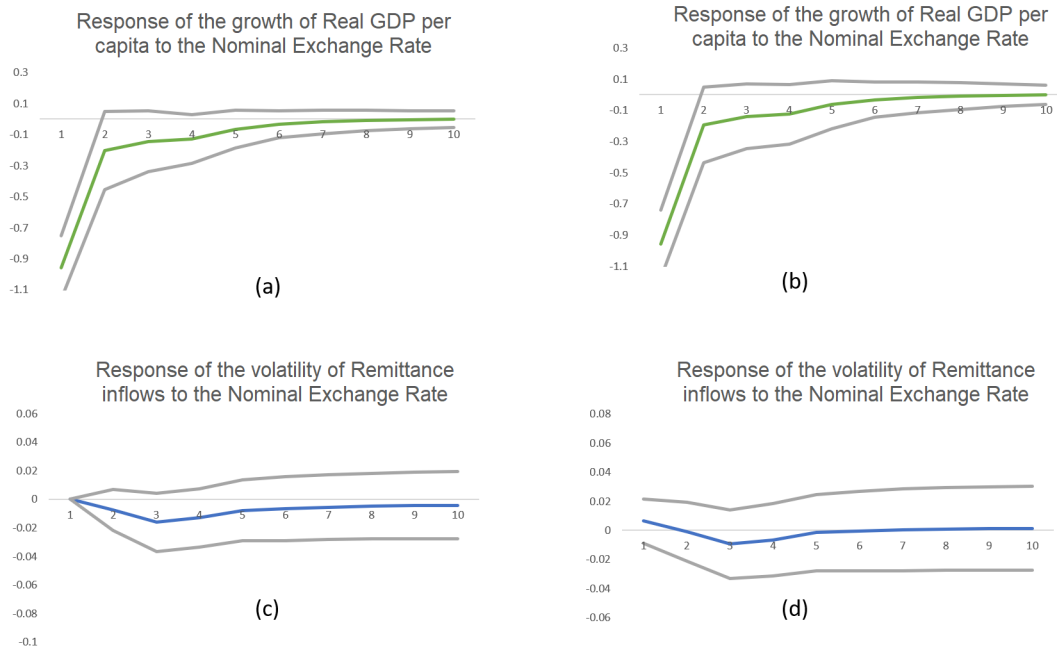 Response of the growth of Real GDP per
capita to the Nominal Exchange Rate
0.3
0.1
-0.1
-0.3
-0.5
-0.7
-0.9
-1.1
1 2 3 4 5 6 7 8 9 10
(a)
Response of the growth of Real GDP per
capita to the Nominal Exchange Rate
0.3
0.1
-0.1
-0.3
-0.5
-0.7
-0.9
-1.1
1 2 3 4 5 6 7 8 9 10
(b)
Response of the volatility of Remittance
inflows to the Nominal Exchange Rate
0.06
0.04
0.02
0
-0.02
-0.04
-0.06
-0.08
-0.1
1 2 3 4 5 6 7 8 9 10
(c)
Response of the volatility of Remittance
inflows to the Nominal Exchange Rate
0.08
0.06
0.04
0.02
0
-0.02
-0.04
-0.06
1 2 3 4 5 6 7 8 9 10
(d)